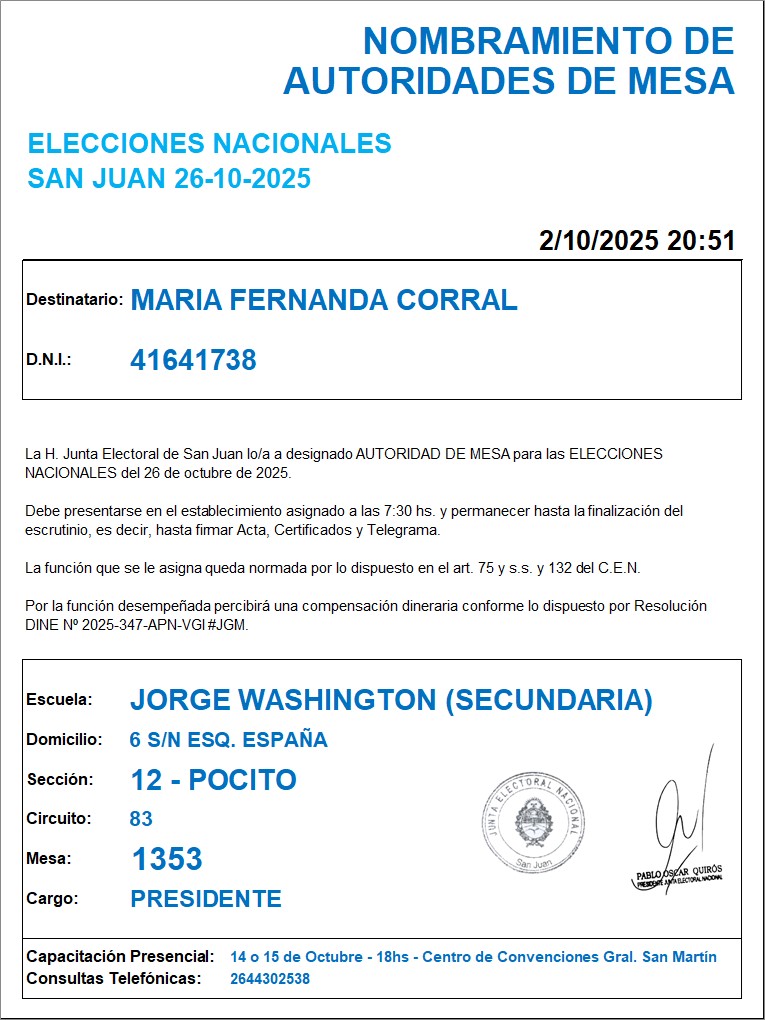 NOMBRAMIENTO DE
AUTORIDADES DE MESA
ELECCIONES NACIONALES
SAN JUAN 26-10-2025
2/10/2025 20:51
Destinatario: MARIA FERNANDA CORRAL
D.N.I.: 41641738
La H. Junta Electoral de San Juan lo/a a designado AUTORIDAD DE MESA para las ELECCIONES
NACIONALES del 26 de octubre de 2025.
Debe presentarse en el establecimiento asignado a las 7:30 hs. y permanecer hasta la finalización del
escrutinio, es decir, hasta firmar Acta, Certificados y Telegrama.
La función que se le asigna queda normada por lo dispuesto en el art. 75 y s.s. y 132 del C.E.N.
Por la función desempeñada percibirá una compensación dineraria conforme lo dispuesto por Resolución
DINE Nº 2025-347-APN-VGI#JGM.
Escuela: JORGE WASHINGTON (SECUNDARIA)
Domicilio: 6 S/N ESQ. ESPAÑA
Sección: 12 - POCITO
Circuito: 83
Mesa: 1353
Cargo: PRESIDENTE
JUNTA ELECTORAL NACIONAL
San Juan
PABLO OSCAR QUIRÓS
PRESIDENTE JUNTA ELECTORAL NACIONAL
Capacitación Presencial: 14 o 15 de Octubre - 18hs - Centro de Convenciones Gral. San Martín
Consultas Telefónicas: 2644302538